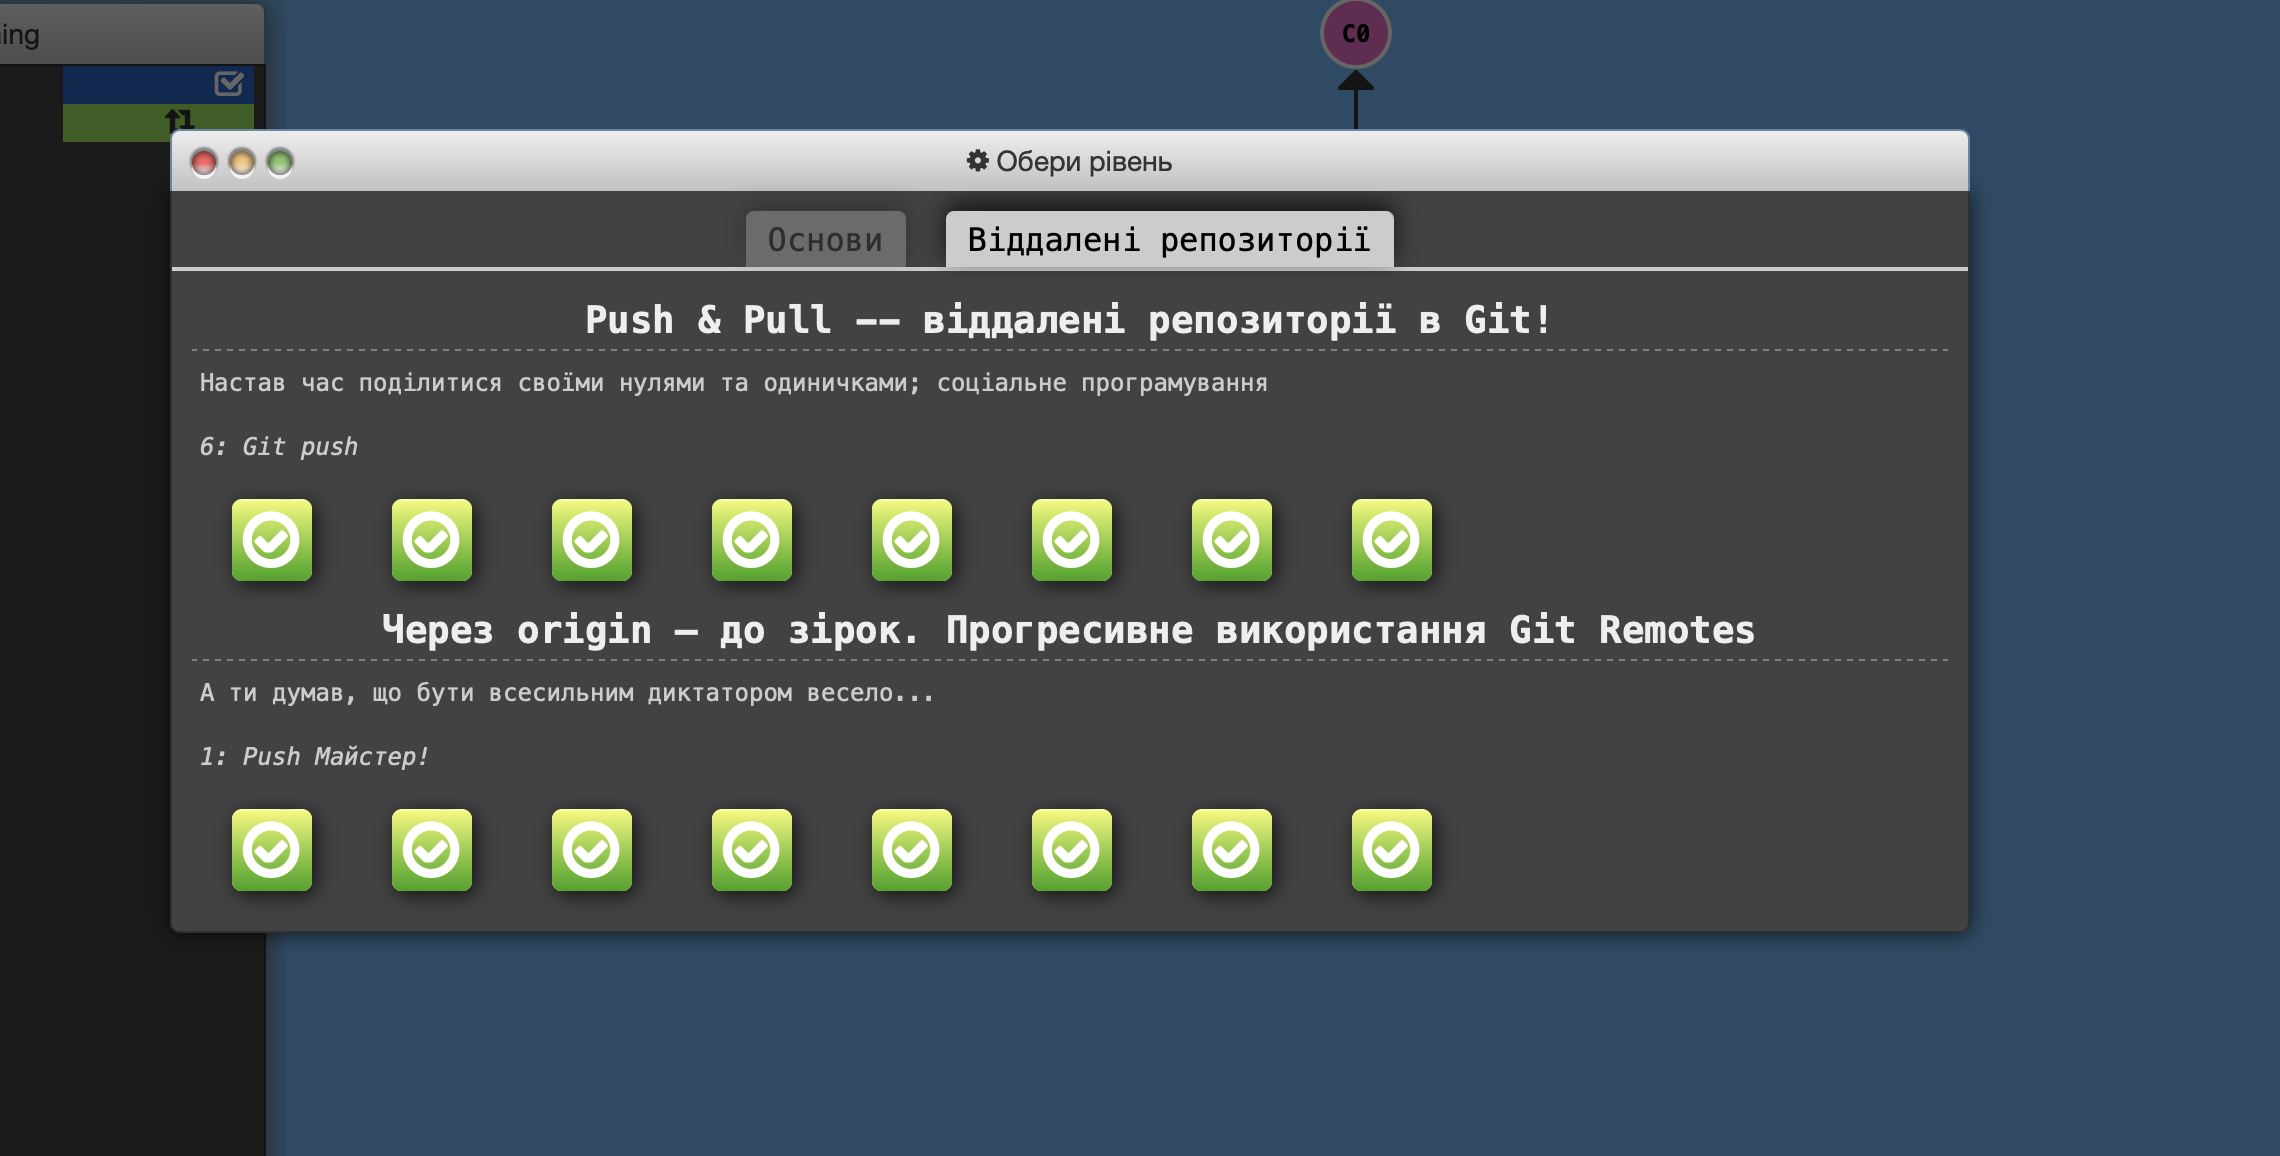 ing
C0
Обери рівень
Основи
Віддалені репозиторії
Push & Pull -- віддалені репозиторії в Git!
Настав час поділитися своїми нулями та одиничками; соціальне програмування
6: Git push
Через origin – до зірок. Прогресивне використання Git Remotes
А ти думав, що бути всесильним диктатором весело...
1: Push Майстер!